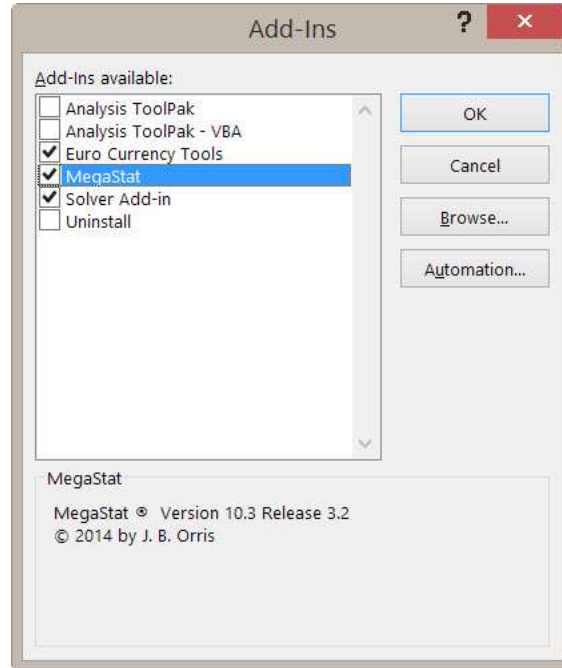 Add-Ins
?
×
Add-Ins available:
Analysis ToolPak
Analysis ToolPak - VBA
Euro Currency Tools
MegaStat
Solver Add-in
Uninstall
OK
Cancel
Browse...
Automation...
MegaStat
MegaStat ® Version 10.3 Release 3.2
© 2014 by J. B. Orris